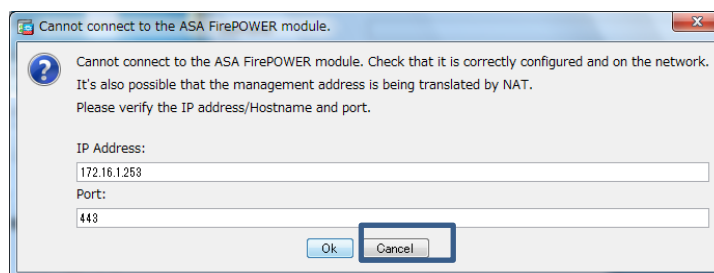 Cannot connect to the ASA FirePOWER module.
Cannot connect to the ASA FirePOWER module. Check that it is correctly configured and on the network.
It's also possible that the management address is being translated by NAT.
Please verify the IP address/Hostname and port.
IP Address:
172.16.1.253
Port:
443
Ok Cancel